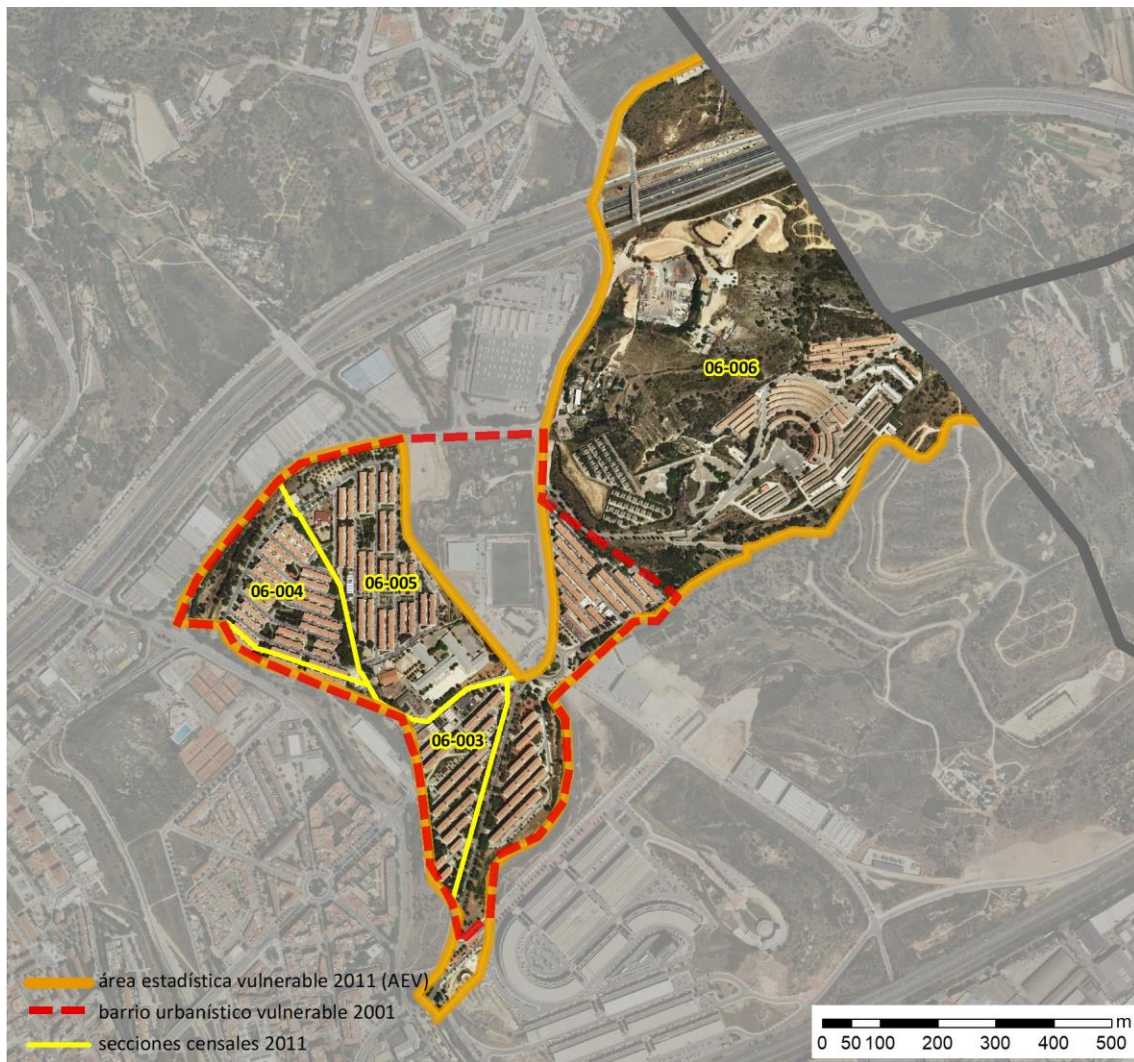 06-006
06-005
06-004
06-003
área estadística vulnerable 2011 (AEV)
barrio urbanístico vulnerable 2001
secciones censales 2011
m
0 50 100 200 300 400 500